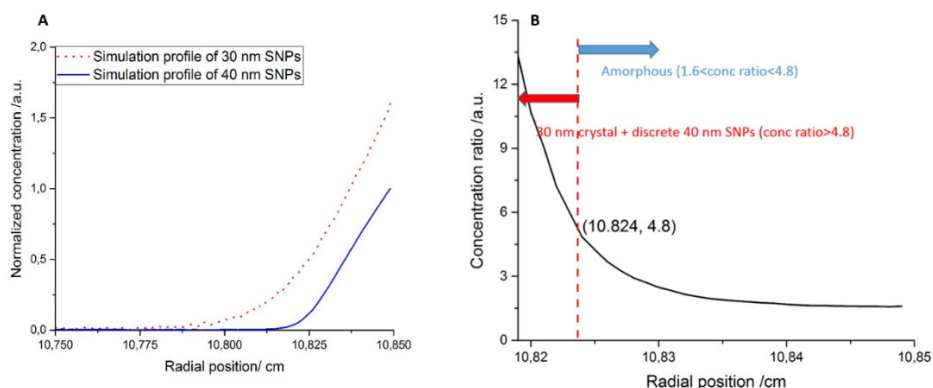 A
Simulation profile of 30 nm SNPs
Simulation profile of 40 nm SNPs
Normalized concentration /a.u.
2,0
1,5
1,0
0,5
0,0
10,750 10,775 10,800 10,825 10,850
Radial position/ cm
B
Concentration ratio /a.u.
15
12
9
6
3
0
Amorphous (1.6<conc ratio<4.8)
30 nm crystal + discrete 40 nm SNPs (conc ratio>4.8)
(10.824, 4.8)
10,82 10,83 10,84 10,85
Radial position /cm